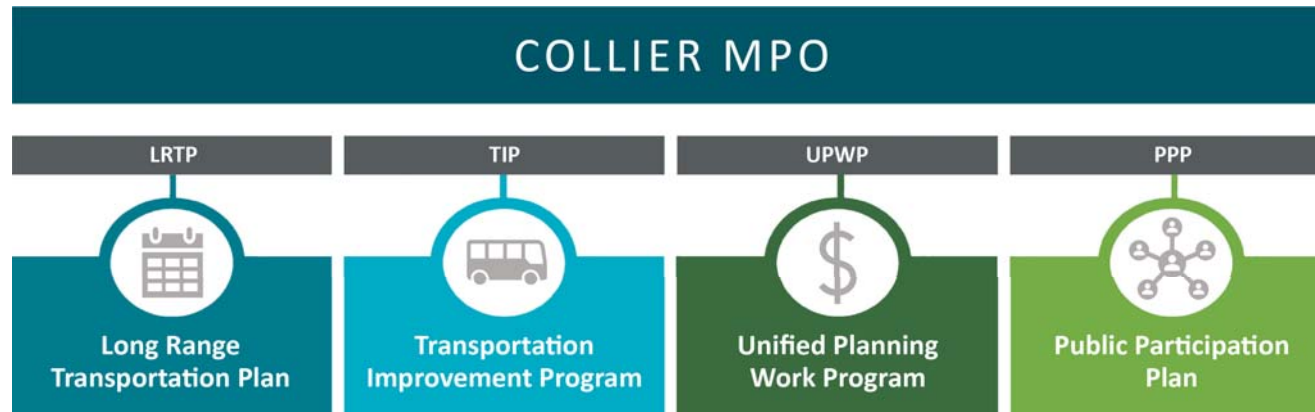 COLLIER MPO
LRTP
TIP
UPWP
PPP
Long Range
Transportation Plan
Transportation
Improvement Program
Unified Planning
Work Program
Public Participation
Plan